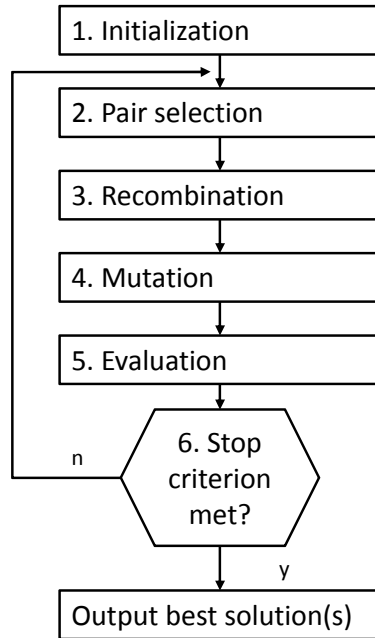 1. Initialization
2. Pair selection
3. Recombination
4. Mutation
5. Evaluation
6. Stop
criterion
met?
n
y
Output best solution(s)